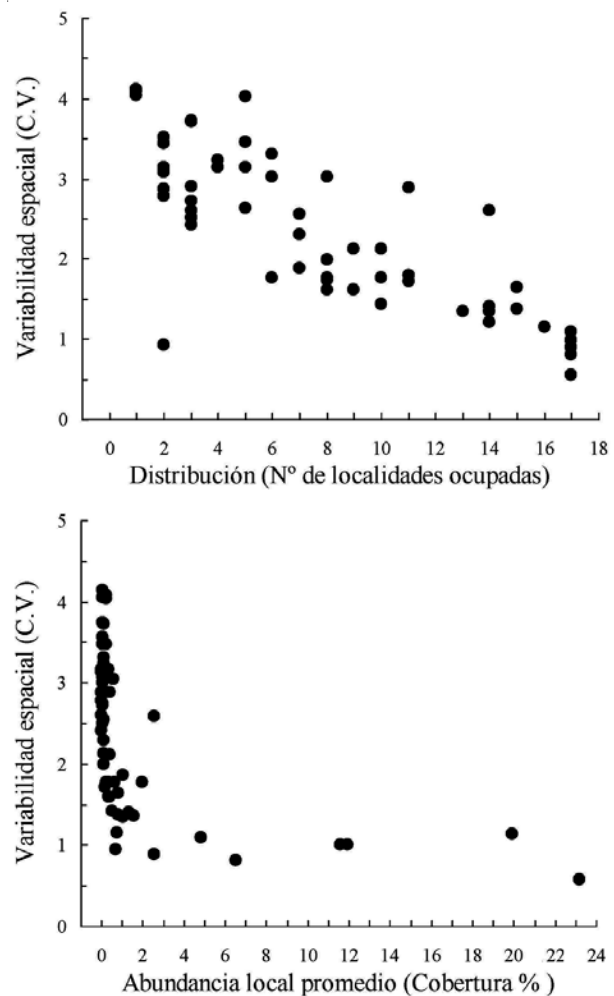 5
4
3
2
1
0
Variabilidad espacial (C.V.)
0 2 4 6 8 10 12 14 16 18
Distribución (Nº de localidades ocupadas)
5
4
3
2
1
0
Variabilidad espacial (C.V.)
0 2 4 6 8 10 12 14 16 18 20 22 24
Abundancia local promedio (Cobertura % )